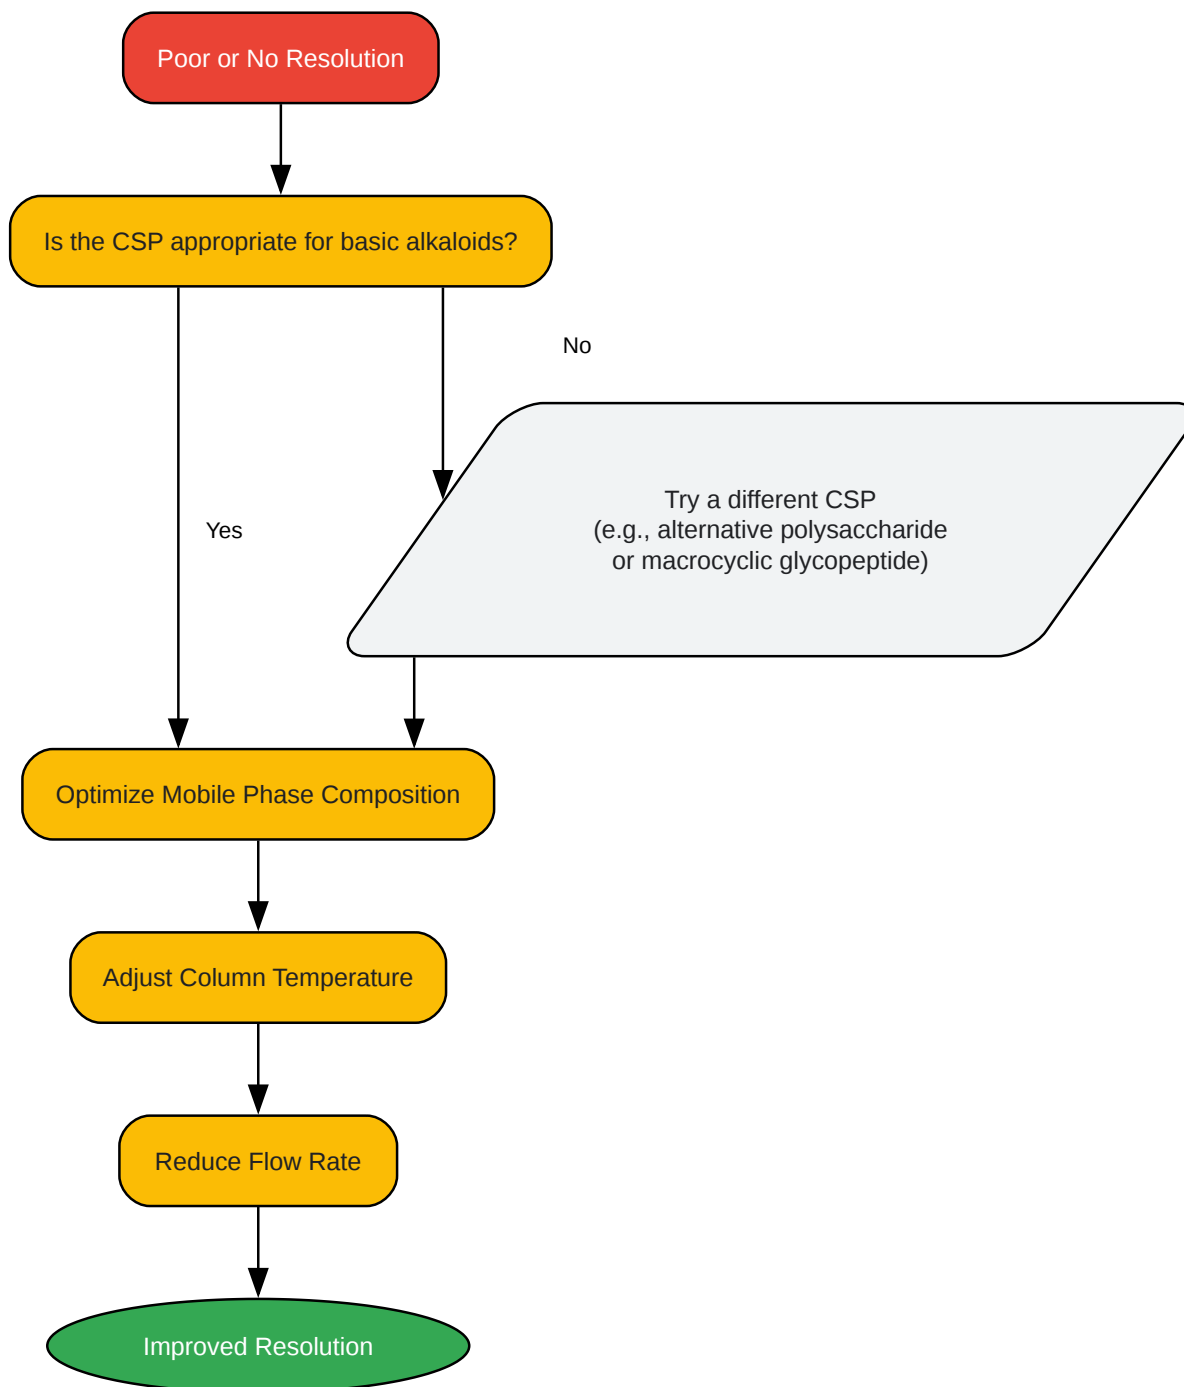 Poor or No Resolution
Is the CSP appropriate for basic alkaloids?
No
Try a different CSP
(e.g., alternative polysaccharide
or macrocyclic glycopeptide)
Yes
Optimize Mobile Phase Composition
Adjust Column Temperature
Reduce Flow Rate
Improved Resolution